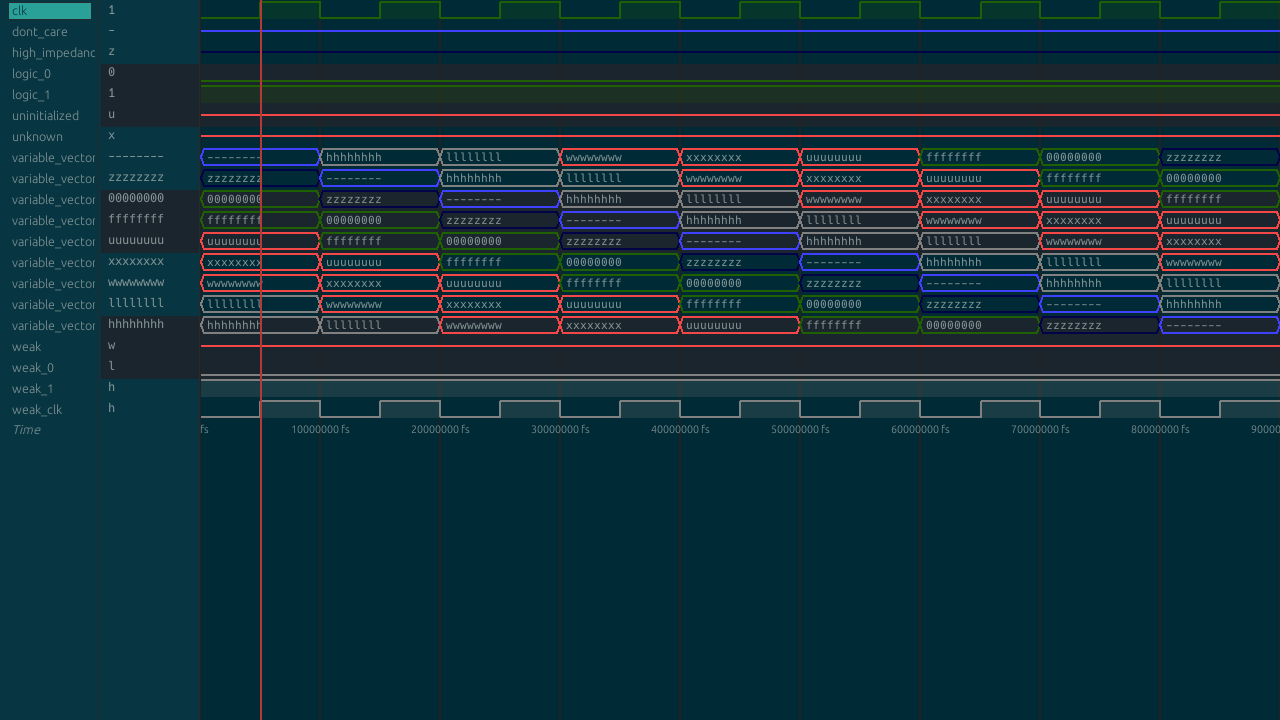 clk 1
dont_care –
high_impedanc z
logic_0 0
logic_1 1
uninitialized u
unknown x
variable_vector -------- -------- hhhhhhhh llllllll wwwwwwww xxxxxxxx uuuuuuuu ffffffff 00000000 zzzzzzzz
variable_vector zzzzzzzz zzzzzzzz -------- hhhhhhhh llllllll wwwwwwww xxxxxxxx uuuuuuuu ffffffff 00000000
variable_vector 00000000 00000000 zzzzzzzz -------- hhhhhhhh llllllll wwwwwwww xxxxxxxx uuuuuuuu ffffffff
variable_vector ffffffff ffffffff 00000000 zzzzzzzz -------- hhhhhhhh llllllll wwwwwwww xxxxxxxx uuuuuuuu
variable_vector uuuuuuuu uuuuuuuu ffffffff 00000000 zzzzzzzz -------- hhhhhhhh llllllll wwwwwwww xxxxxxxx
variable_vector xxxxxxxx xxxxxxxx uuuuuuuu ffffffff 00000000 zzzzzzzz -------- hhhhhhhh llllllll wwwwwwww
variable_vector wwwwwwww wwwwwwww xxxxxxxx uuuuuuuu ffffffff 00000000 zzzzzzzz -------- hhhhhhhh llllllll
variable_vector llllllll llllllll wwwwwwww xxxxxxxx uuuuuuuu ffffffff 00000000 zzzzzzzz -------- hhhhhhhh
variable_vector hhhhhhhh hhhhhhhh llllllll wwwwwwww xxxxxxxx uuuuuuuu ffffffff 00000000 zzzzzzzz --------
weak w
weak_0 l
weak_1 h
weak_clk h
Time fs 10000000 fs 20000000 fs 30000000 fs 40000000 fs 50000000 fs 60000000 fs 70000000 fs 80000000 fs 90000